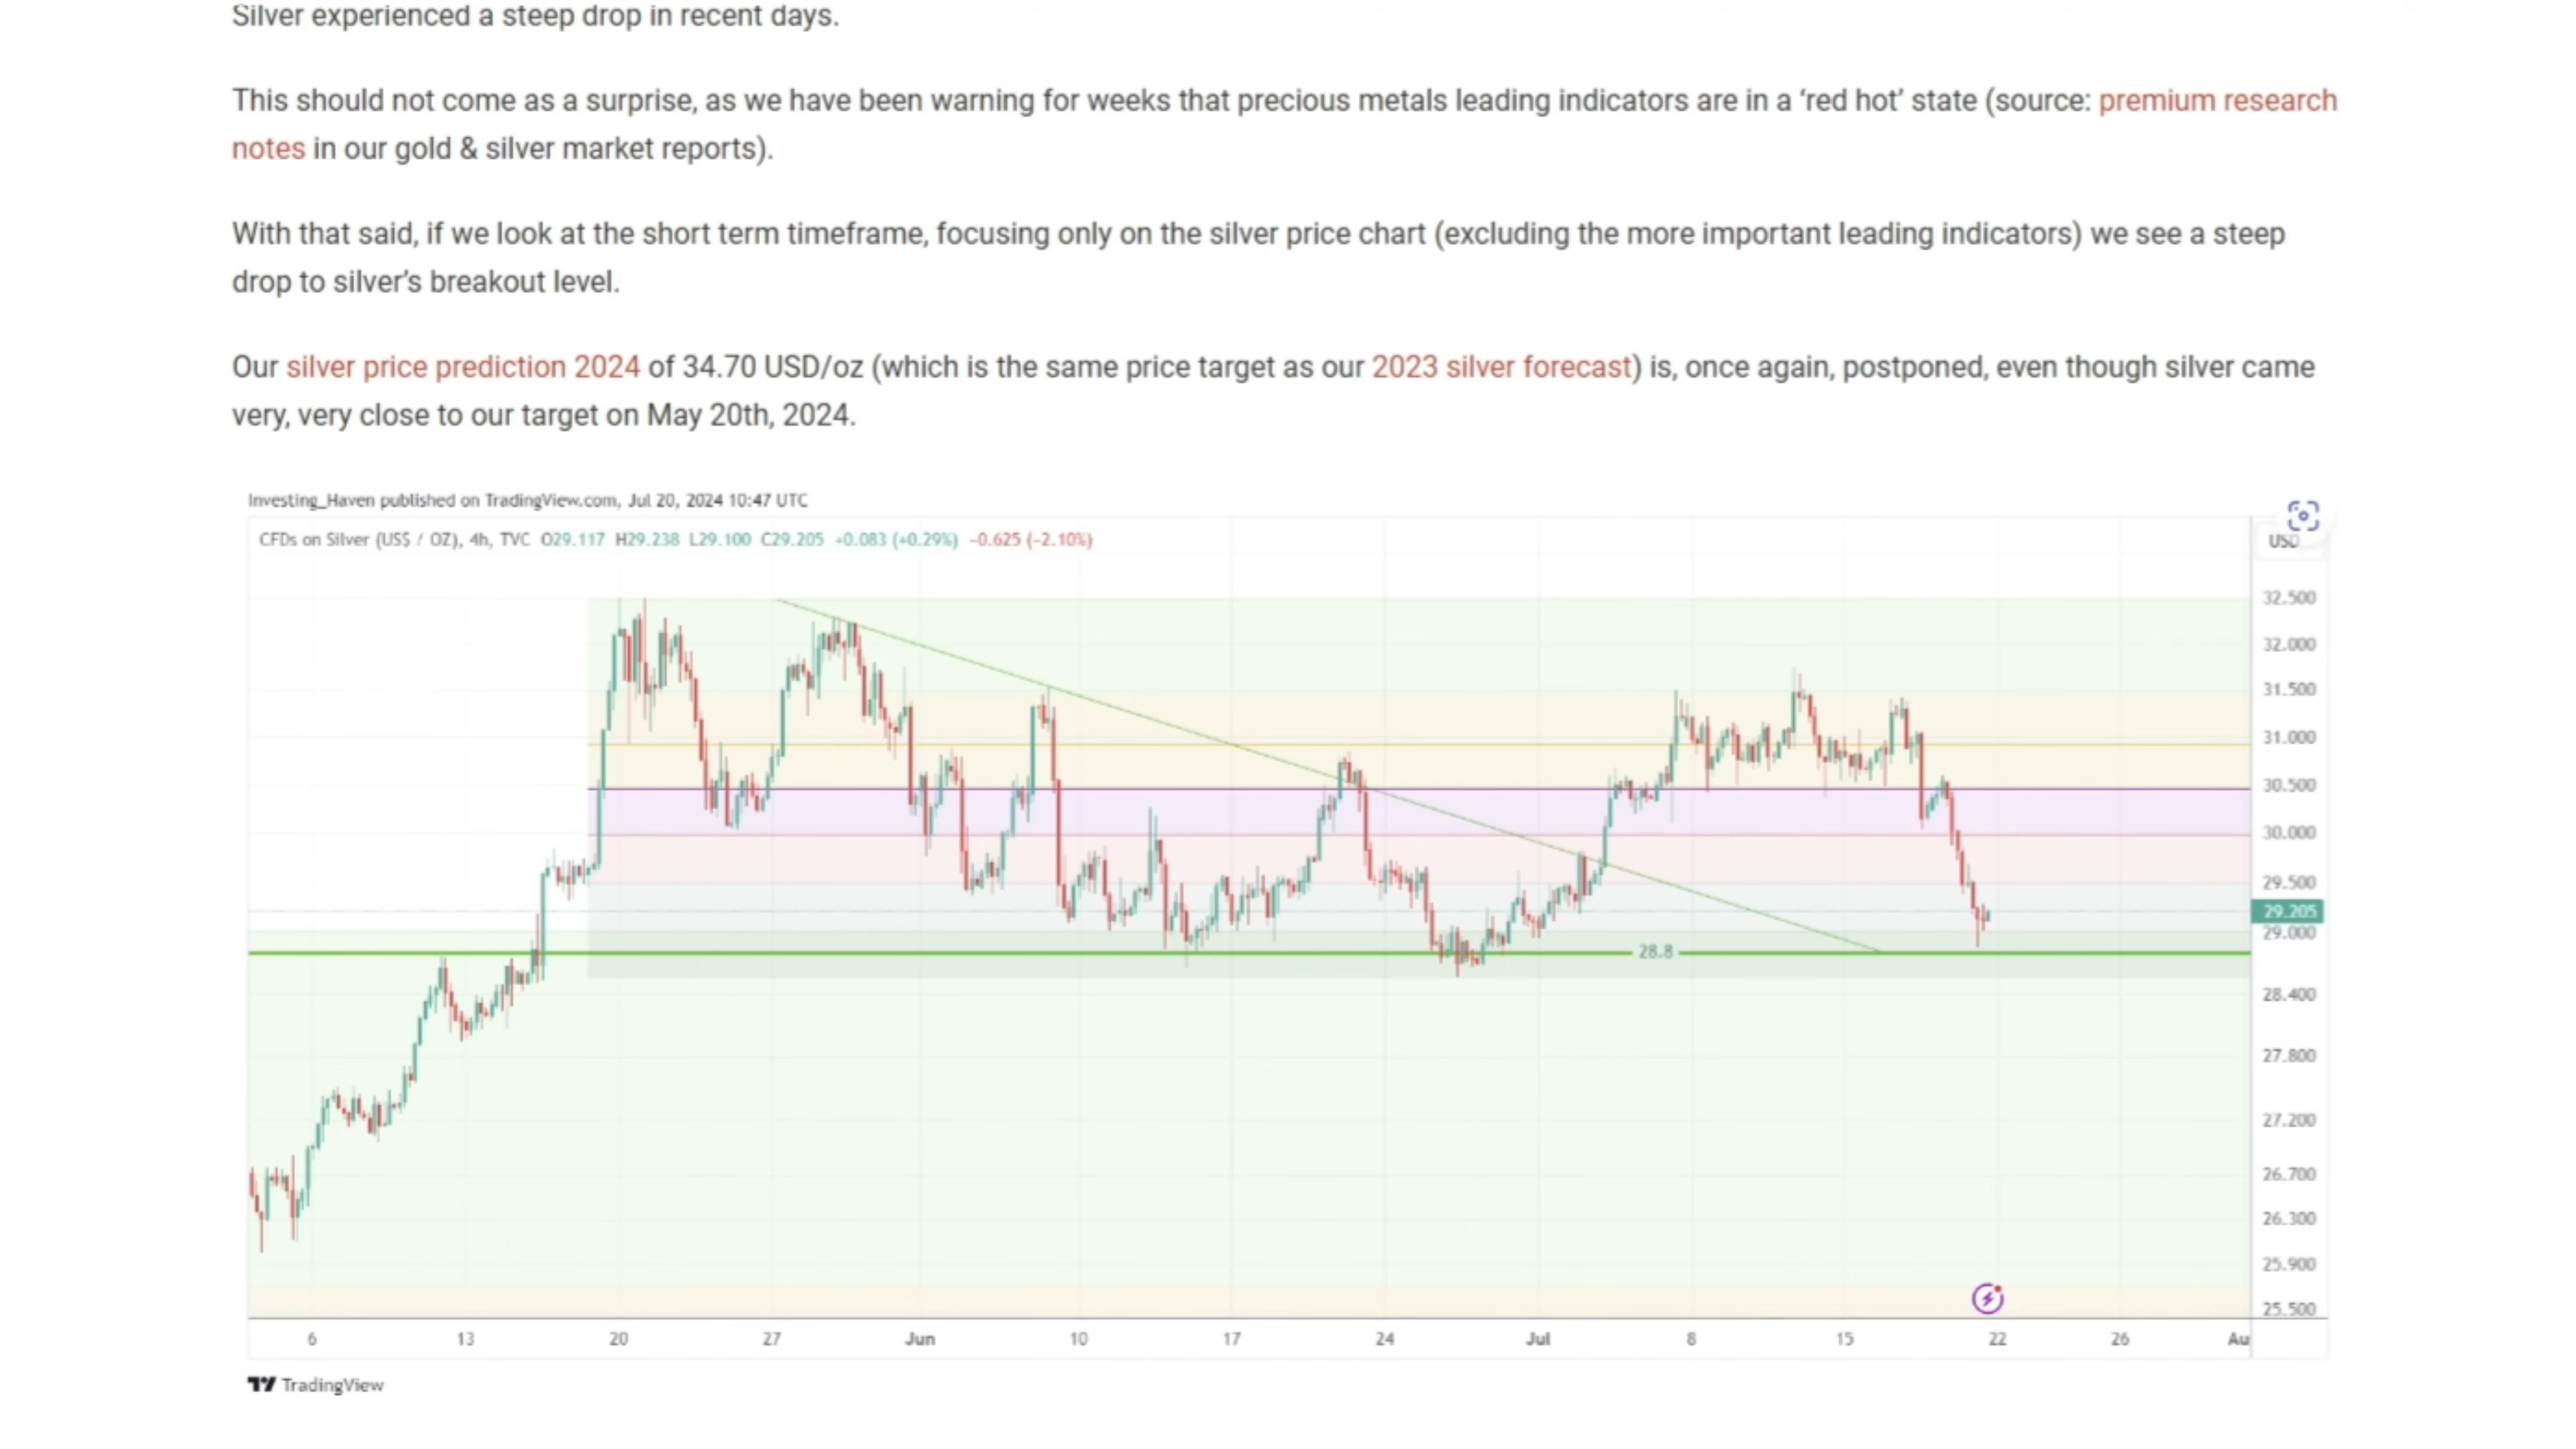 Silver experienced a steep drop in recent days.
This should not come as a surprise, as we have been warning for weeks that precious metals leading indicators are in a ‘red hot’ state (source: premium research
notes in our gold & silver market reports).
With that said, if we look at the short term timeframe, focusing only on the silver price chart (excluding the more important leading indicators) we see a steep
drop to silver’s breakout level.
Our silver price prediction 2024 of 34.70 USD/oz (which is the same price target as our 2023 silver forecast) is, once again, postponed, even though silver came
very, very close to our target on May 20th, 2024.
Investing_Haven published on TradingView.com, Jul 20, 2024 10:47 UTC
CFDs on Silver (US$ / OZ), 4h, TVC O29.117 H29.238 L29.100 C29.205 +0.083 (+0.29%) −0.625 (−2.10%)
USD
32.500
32.000
31.500
31.000
30.500
30.000
29.500
29.205
29.000
28.8
28.400
27.800
27.200
26.700
26.300
25.900
25.500
6 13 20 27 Jun 10 17 24 Jul 8 15 22 26 Au
TradingView